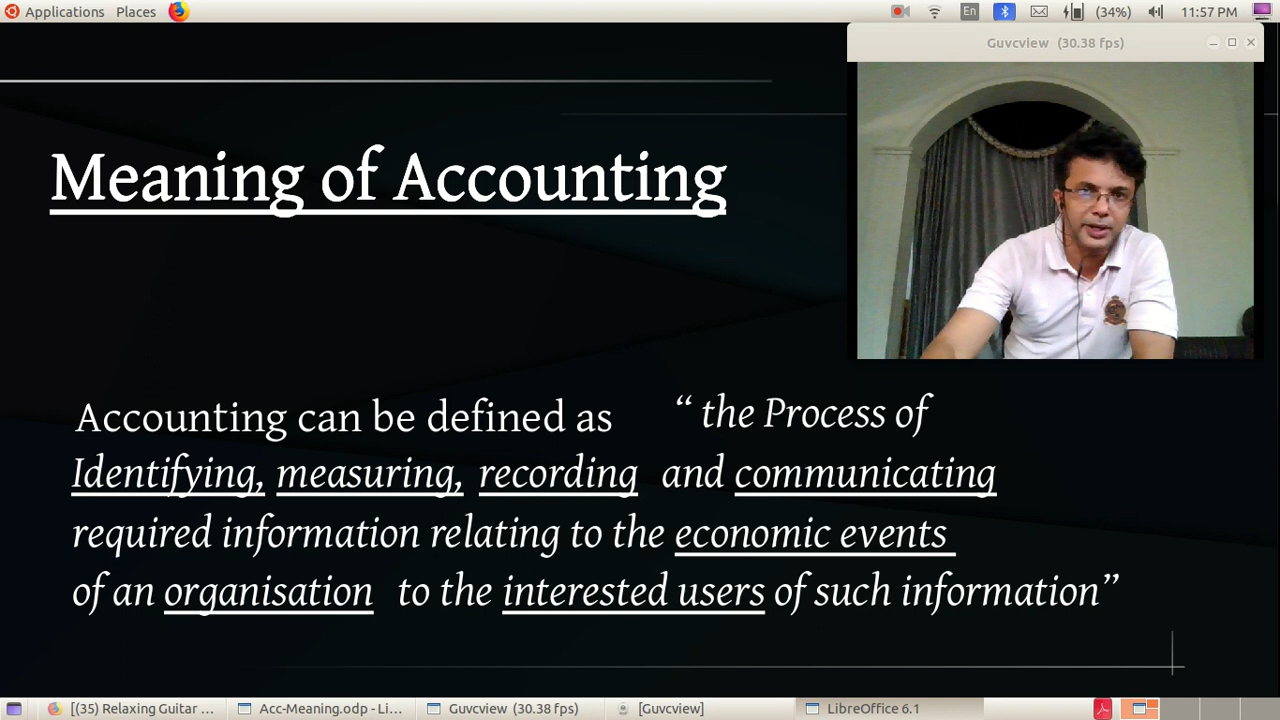 Applications Places En (34%) 11:57 PM
Guvcview (30.38 fps)
Meaning of Accounting
Accounting can be defined as “ the Process of
Identifying, measuring, recording and communicating
required information relating to the economic events
of an organisation to the interested users of such information”
[(35) Relaxing Guitar ... Acc-Meaning.odp - Li... Guvcview (30.38 fps) [Guvcview] LibreOffice 6.1